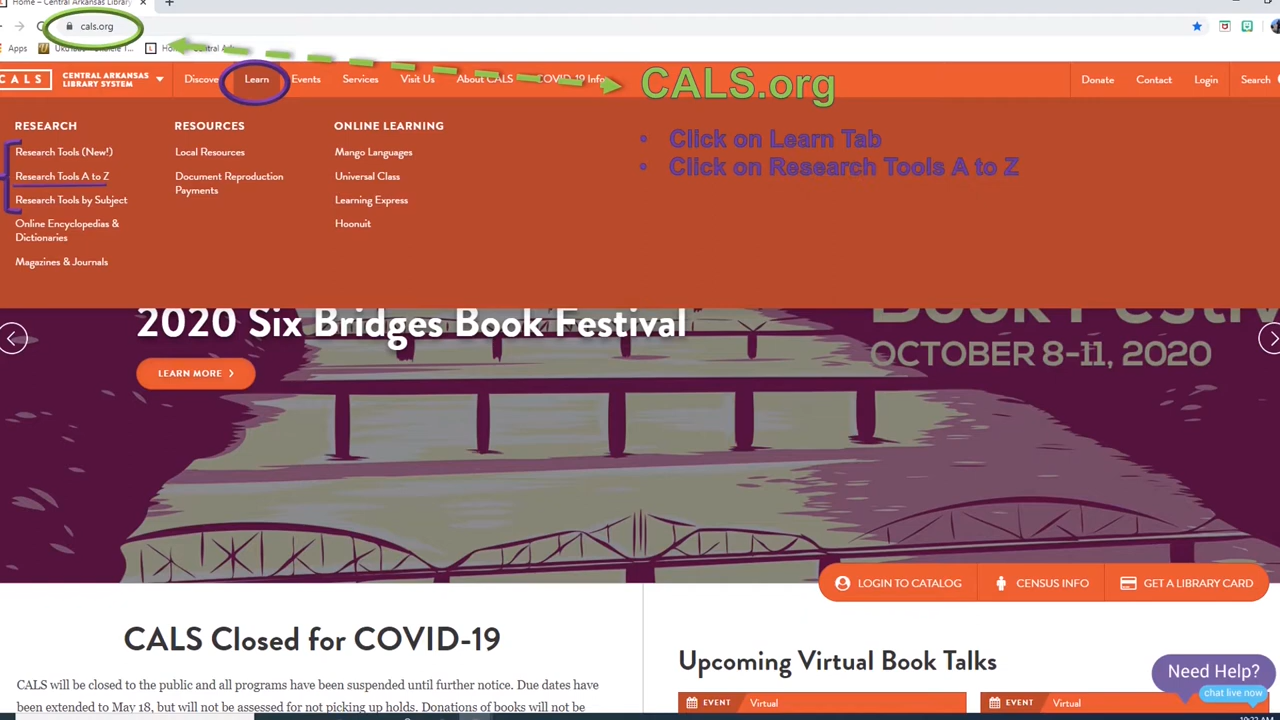 Home – Central Arkansas Library
cals.org
Apps
CALS
CENTRAL ARKANSAS
LIBRARY SYSTEM
Learn Events Services Visit Us About CALS COVID-19 Info
Donate Contact Login Search
CALS.org
• Click on Learn Tab
• Click on Research Tools A to Z
RESEARCH
Research Tools (New!)
Research Tools A to Z
Research Tools by Subject
Online Encyclopedias &
Dictionaries
Magazines & Journals
RESOURCES
Local Resources
Document Reproduction
Payments
ONLINE LEARNING
Mango Languages
Universal Class
Learning Express
Hoonuit
2020 Six Bridges Book Festival
LEARN MORE
OCTOBER 8-11, 2020
LOGIN TO CATALOG
CENSUS INFO
GET A LIBRARY CARD
CALS Closed for COVID-19
CALS will be closed to the public and all programs have been suspended until further notice. Due dates have
been extended to May 18, but will not be assessed for not picking up holds. Donations of books will not be
Upcoming Virtual Book Talks
EVENT Virtual
EVENT Virtual
Need Help?
chat live now